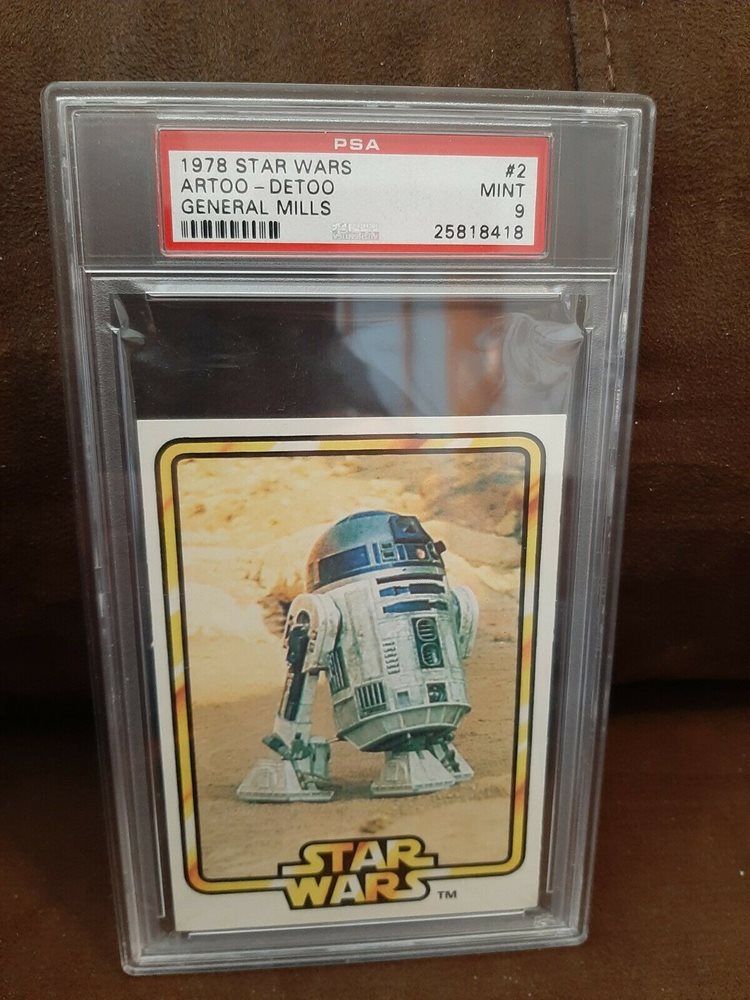 PSA
1978 STAR WARS #2
ARTOO-DETOO MINT
GENERAL MILLS 9
25818418
STAR
WARS TM